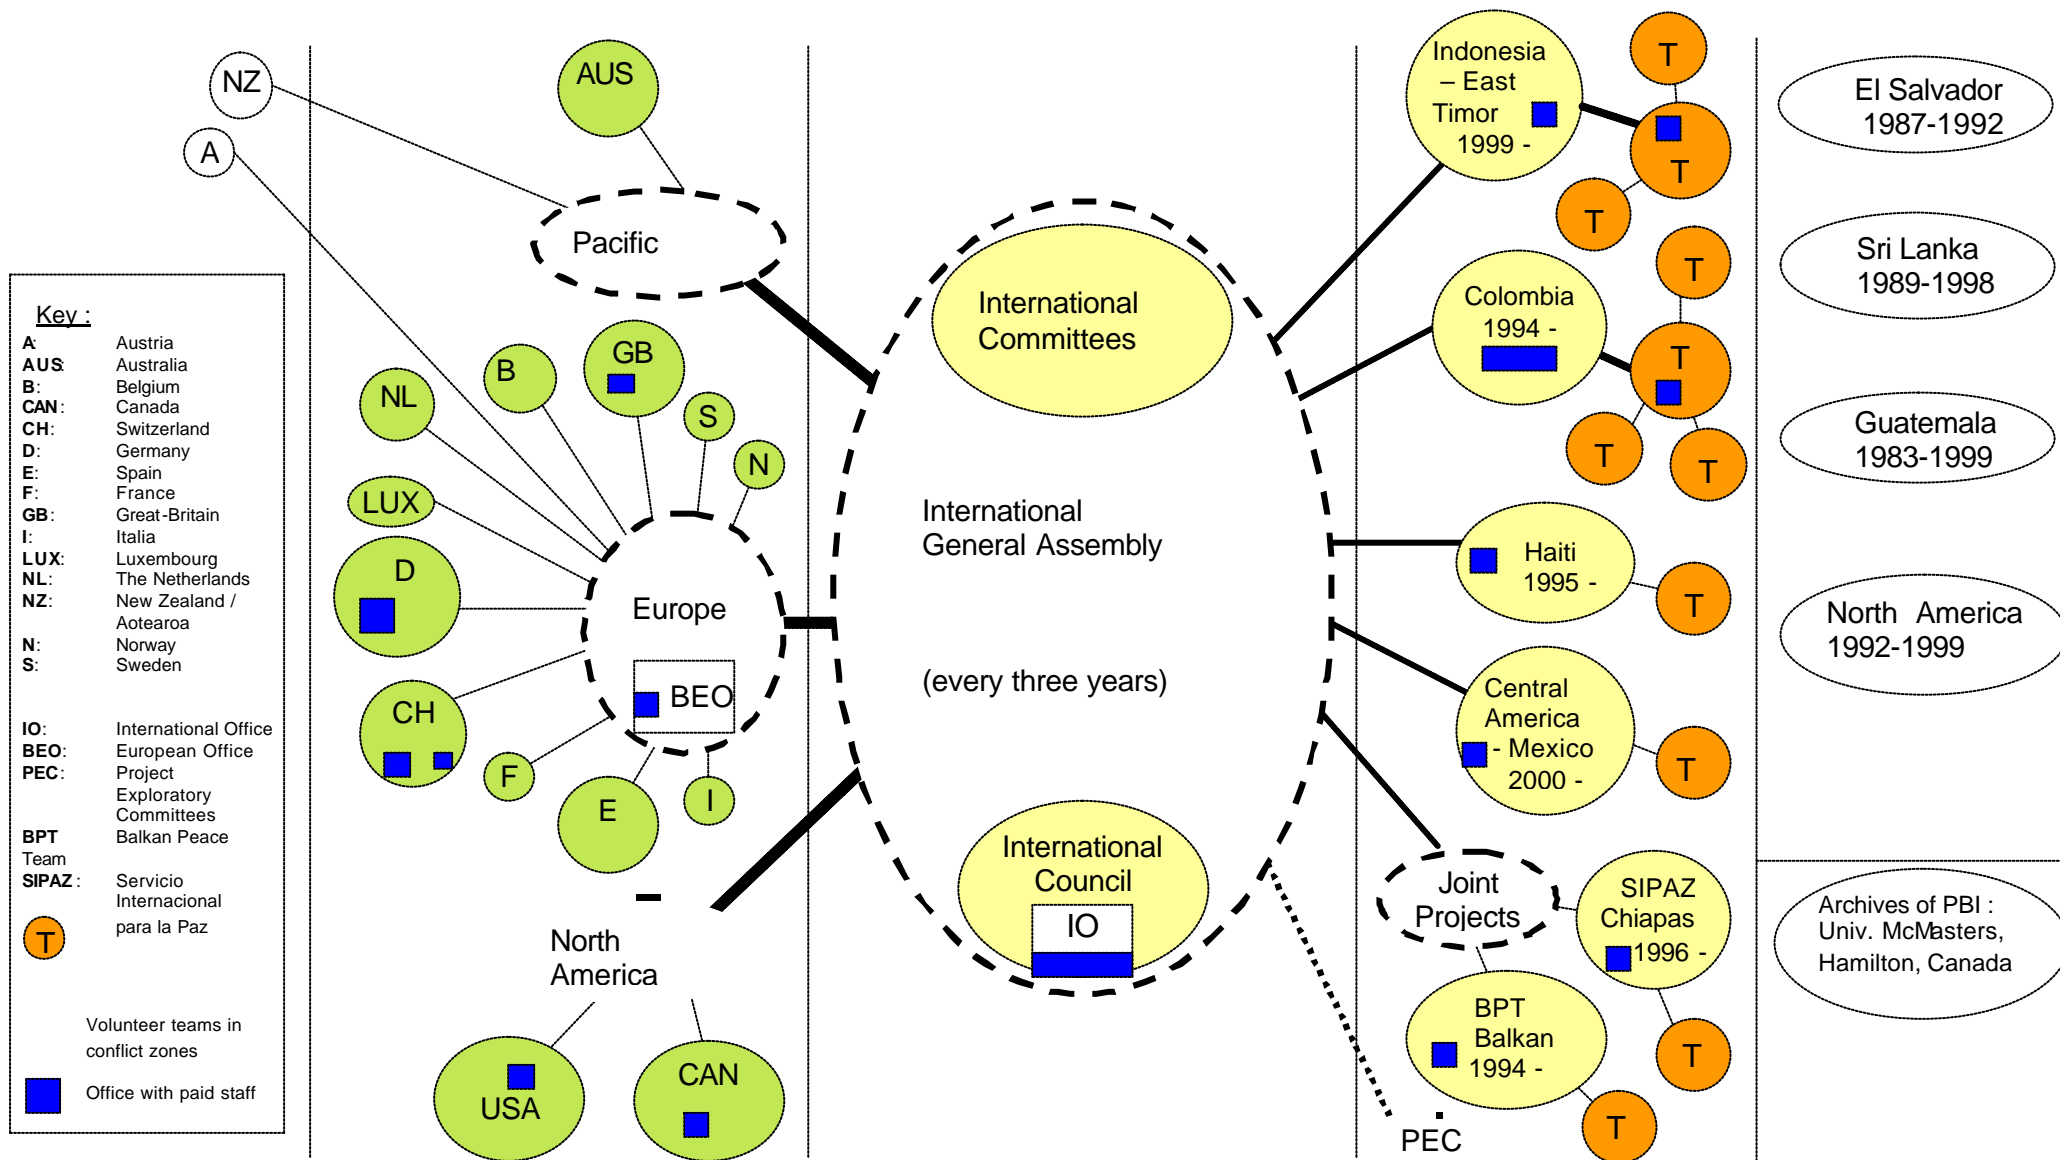 NZ
A
AUS
Pacific
Key :
A: Austria
AUS: Australia
B: Belgium
CAN: Canada
CH: Switzerland
D: Germany
E: Spain
F: France
GB: Great-Britain
I: Italia
LUX: Luxembourg
NL: The Netherlands
NZ: New Zealand /
Aotearoa
N: Norway
S: Sweden
IO: International Office
BEO: European Office
PEC: Project
Exploratory
Committees
BPT Balkan Peace
Team
SIPAZ : Servicio
Internacional
para la Paz
T
Volunteer teams in
conflict zones
Office with paid staff
GB
B
NL
S
N
LUX
D
Europe
BEO
CH
F
E
I
North
America
USA
CAN
International
Committees
International
General Assembly
(every three years)
International
Council
IO
Indonesia
– East
Timor
1999 -
T
T
T
Colombia
1994 -
T
T
T
T
Haiti
1995 -
T
Central
America
- Mexico
2000 -
T
Joint
Projects
SIPAZ
Chiapas
1996 -
T
BPT
Balkan
1994 -
T
PEC
El Salvador
1987-1992
Sri Lanka
1989-1998
Guatemala
1983-1999
North America
1992-1999
Archives of PBI :
Univ. McMasters,
Hamilton, Canada